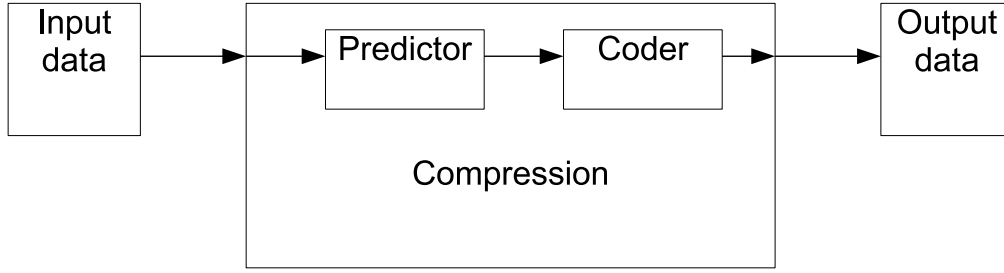 Input
data
Predictor
Coder
Output
data
Compression